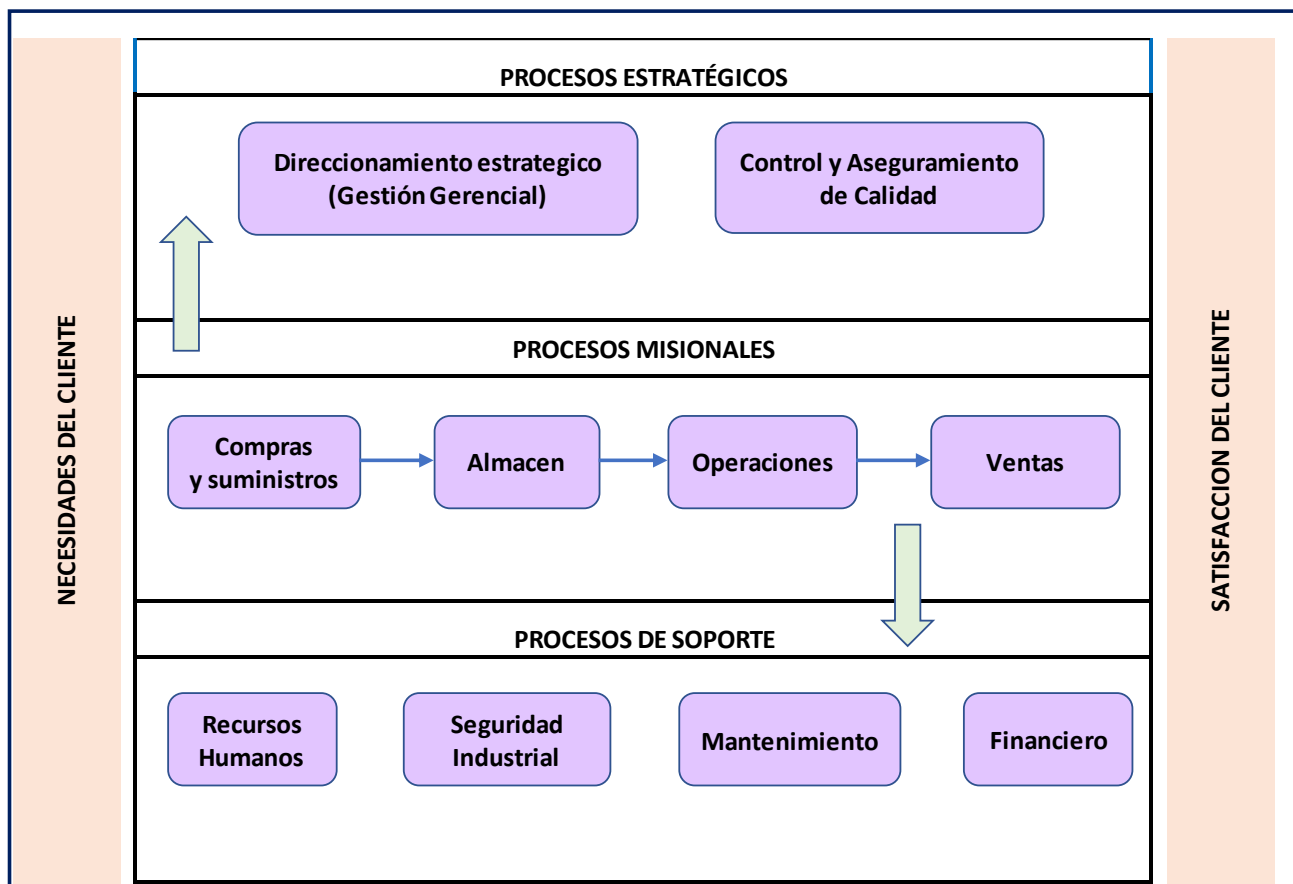 PROCESOS ESTRATÉGICOS
Direccionamiento estrategico
(Gestión Gerencial)
Control y Aseguramiento
de Calidad
NECESIDADES DEL CLIENTE
PROCESOS MISIONALES
Compras
y suministros
Almacen
Operaciones
Ventas
SATISFACCION DEL CLIENTE
PROCESOS DE SOPORTE
Recursos
Humanos
Seguridad
Industrial
Mantenimiento
Financiero